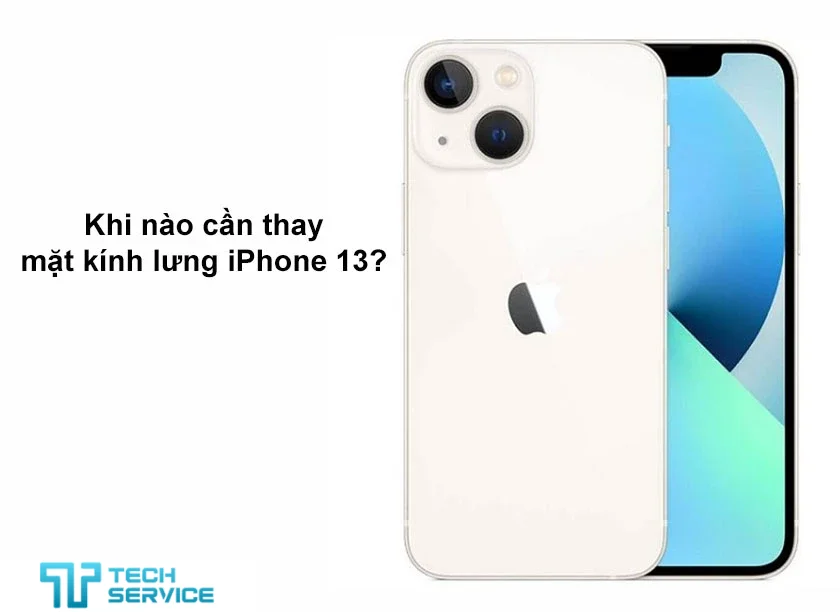 Khi nào cần thay
mặt kính lưng iPhone 13?
TECH
SERVICE